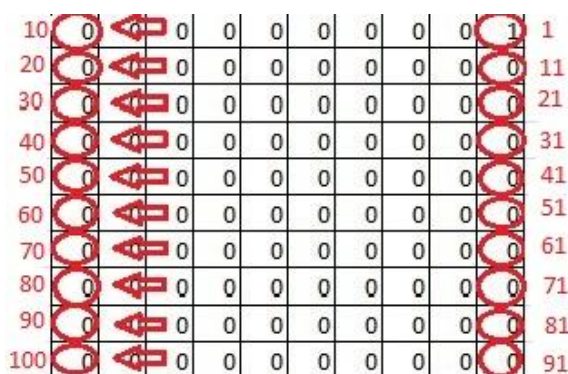 10 0 0 0 0 0 0 0 0 0 1 1
20 0 0 0 0 0 0 0 0 0 0 11
30 0 0 0 0 0 0 0 0 0 0 21
40 0 0 0 0 0 0 0 0 0 0 31
50 0 0 0 0 0 0 0 0 0 0 41
60 0 0 0 0 0 0 0 0 0 0 51
70 0 0 0 0 0 0 0 0 0 0 61
80 0 0 0 0 0 0 0 0 0 0 71
90 0 0 0 0 0 0 0 0 0 0 81
100 0 0 0 0 0 0 0 0 0 0 91